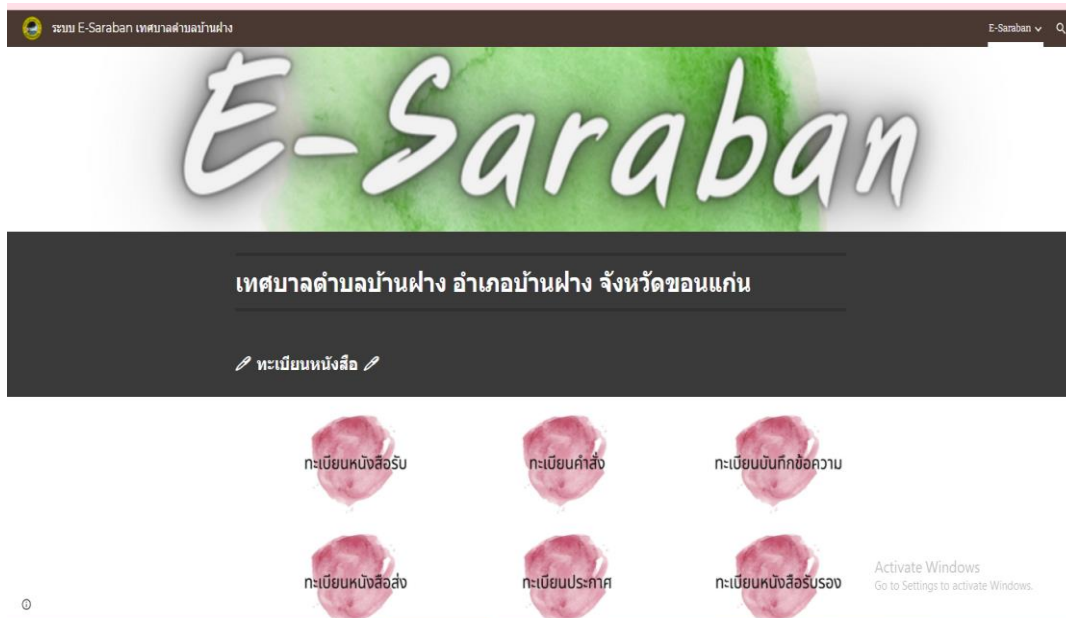 ระบบ E-Saraban เทศบาลตำบลบ้านฝาง
E-Saraban
E-Saraban
เทศบาลตำบลบ้านฝาง อำเภอบ้านฝาง จังหวัดขอนแก่น
ทะเบียนหนังสือ
ทะเบียนหนังสือรับ
ทะเบียนคำสั่ง
ทะเบียนบันทึกข้อความ
ทะเบียนหนังสือส่ง
ทะเบียนประกาศ
ทะเบียนหนังสือรับรอง
Activate Windows
Go to Settings to activate Windows.